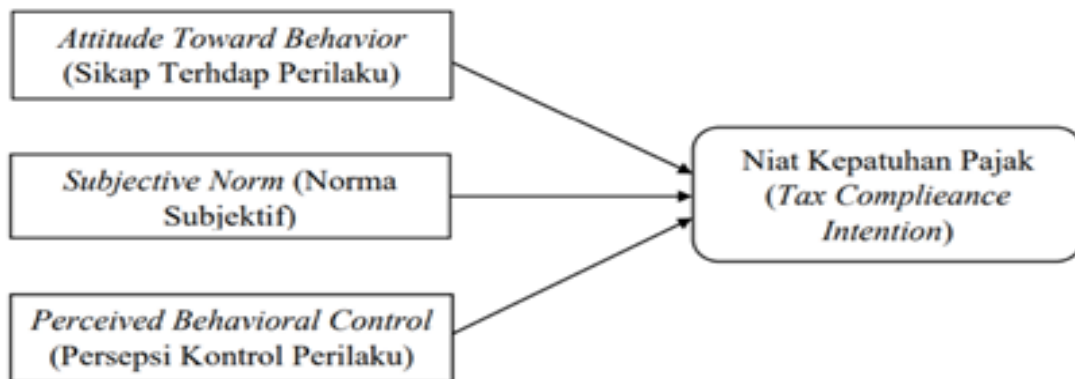 Attitude Toward Behavior
(Sikap Terhdap Perilaku)
Subjective Norm (Norma
Subjektif)
Perceived Behavioral Control
(Persepsi Kontrol Perilaku)
Niat Kepatuhan Pajak
(Tax Complieance
Intention)